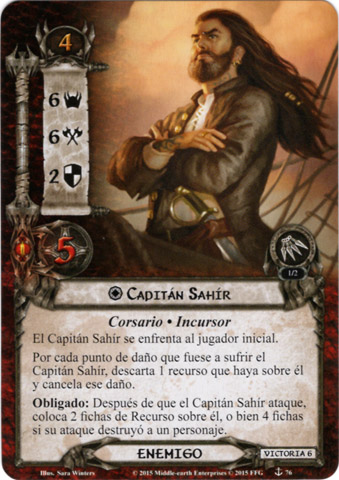 4
6
6
2
5
1/2
Capitán Sahír
Corsario • Incursor
El Capitán Sahír se enfrenta al jugador inicial.
Por cada punto de daño que fuese a sufrir el
Capitán Sahír, descarta 1 recurso que haya sobre él
y cancela ese daño.
Obligado: Después de que el Capitán Sahír ataque,
coloca 2 fichas de Recurso sobre él, o bien 4 fichas
si su ataque destruyó a un personaje.
ENEMIGO
VICTORIA 6
Illus. Sara Winters
© 2015 Middle-earth Enterprises © 2015 FFG
76